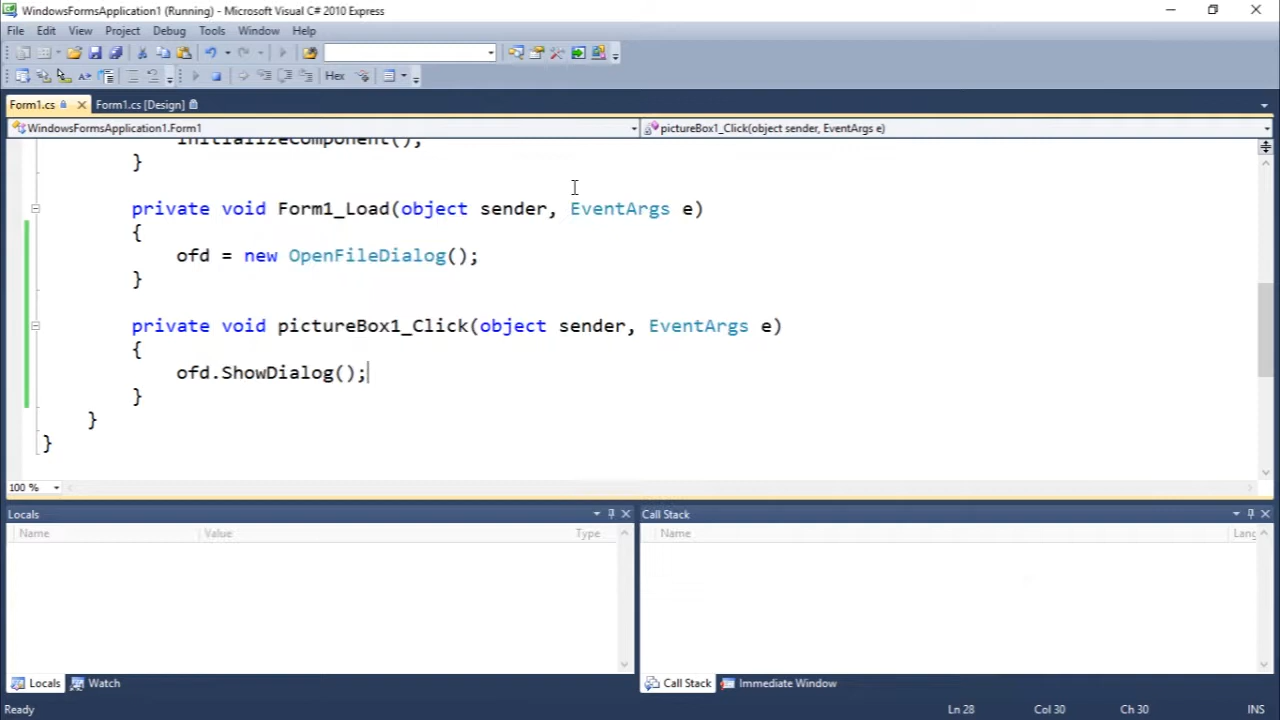 WindowsFormsApplication1 (Running) - Microsoft Visual C# 2010 Express
File Edit View Project Debug Tools Window Help
Hex
Form1.cs Form1.cs [Design]
WindowsFormsApplication1.Form1 pictureBox1_Click(object sender, EventArgs e)
InitializeComponent();
}
private void Form1_Load(object sender, EventArgs e)
{
ofd = new OpenFileDialog();
}
private void pictureBox1_Click(object sender, EventArgs e)
{
ofd.ShowDialog();
}
}
}
100 %
Locals Call Stack
Name Value Type Name Lang
Locals Watch Call Stack Immediate Window
Ready Ln 28 Col 30 Ch 30 INS